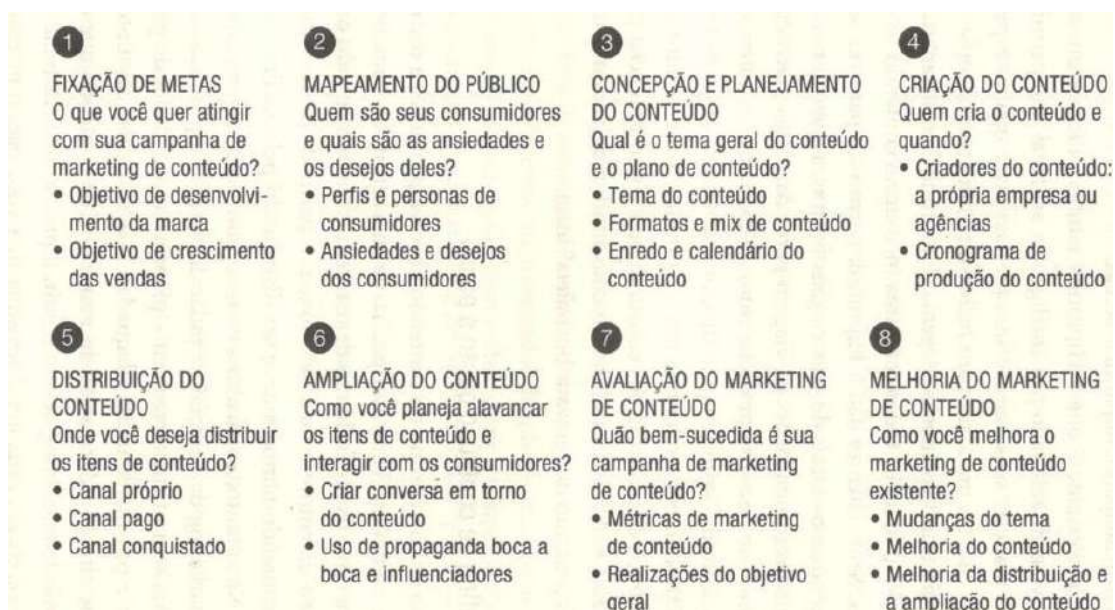 1
FIXAÇÃO DE METAS
O que você quer atingir
com sua campanha de
marketing de conteúdo?
• Objetivo de desenvolvi-
mento da marca
• Objetivo de crescimento
das vendas
2
MAPEAMENTO DO PÚBLICO
Quem são seus consumidores
e quais são as ansiedades e
os desejos deles?
• Perfis e personas de
consumidores
• Ansiedades e desejos
dos consumidores
3
CONCEPÇÃO E PLANEJAMENTO
DO CONTEÚDO
Qual é o tema geral do conteúdo
e o plano de conteúdo?
• Tema do conteúdo
• Formatos e mix de conteúdo
• Enredo e calendário do
conteúdo
4
CRIAÇÃO DO CONTEÚDO
Quem cria o conteúdo e
quando?
• Criadores do conteúdo:
a própria empresa ou
agências
• Cronograma de
produção do conteúdo
5
DISTRIBUIÇÃO DO
CONTEÚDO
Onde você deseja distribuir
os itens de conteúdo?
• Canal próprio
• Canal pago
• Canal conquistado
6
AMPLIAÇÃO DO CONTEÚDO
Como você planeja alavancar
os itens de conteúdo e
interagir com os consumidores?
• Criar conversa em torno
do conteúdo
• Uso de propaganda boca a
boca e influenciadores
7
AVALIAÇÃO DO MARKETING
DE CONTEÚDO
Quão bem-sucedida é sua
campanha de marketing
de conteúdo?
• Métricas de marketing
de conteúdo
• Realizações do objetivo
geral
8
MELHORIA DO MARKETING
DE CONTEÚDO
Como você melhora o
marketing de conteúdo
existente?
• Mudanças do tema
• Melhoria do conteúdo
• Melhoria da distribuição e
a ampliação do conteúdo